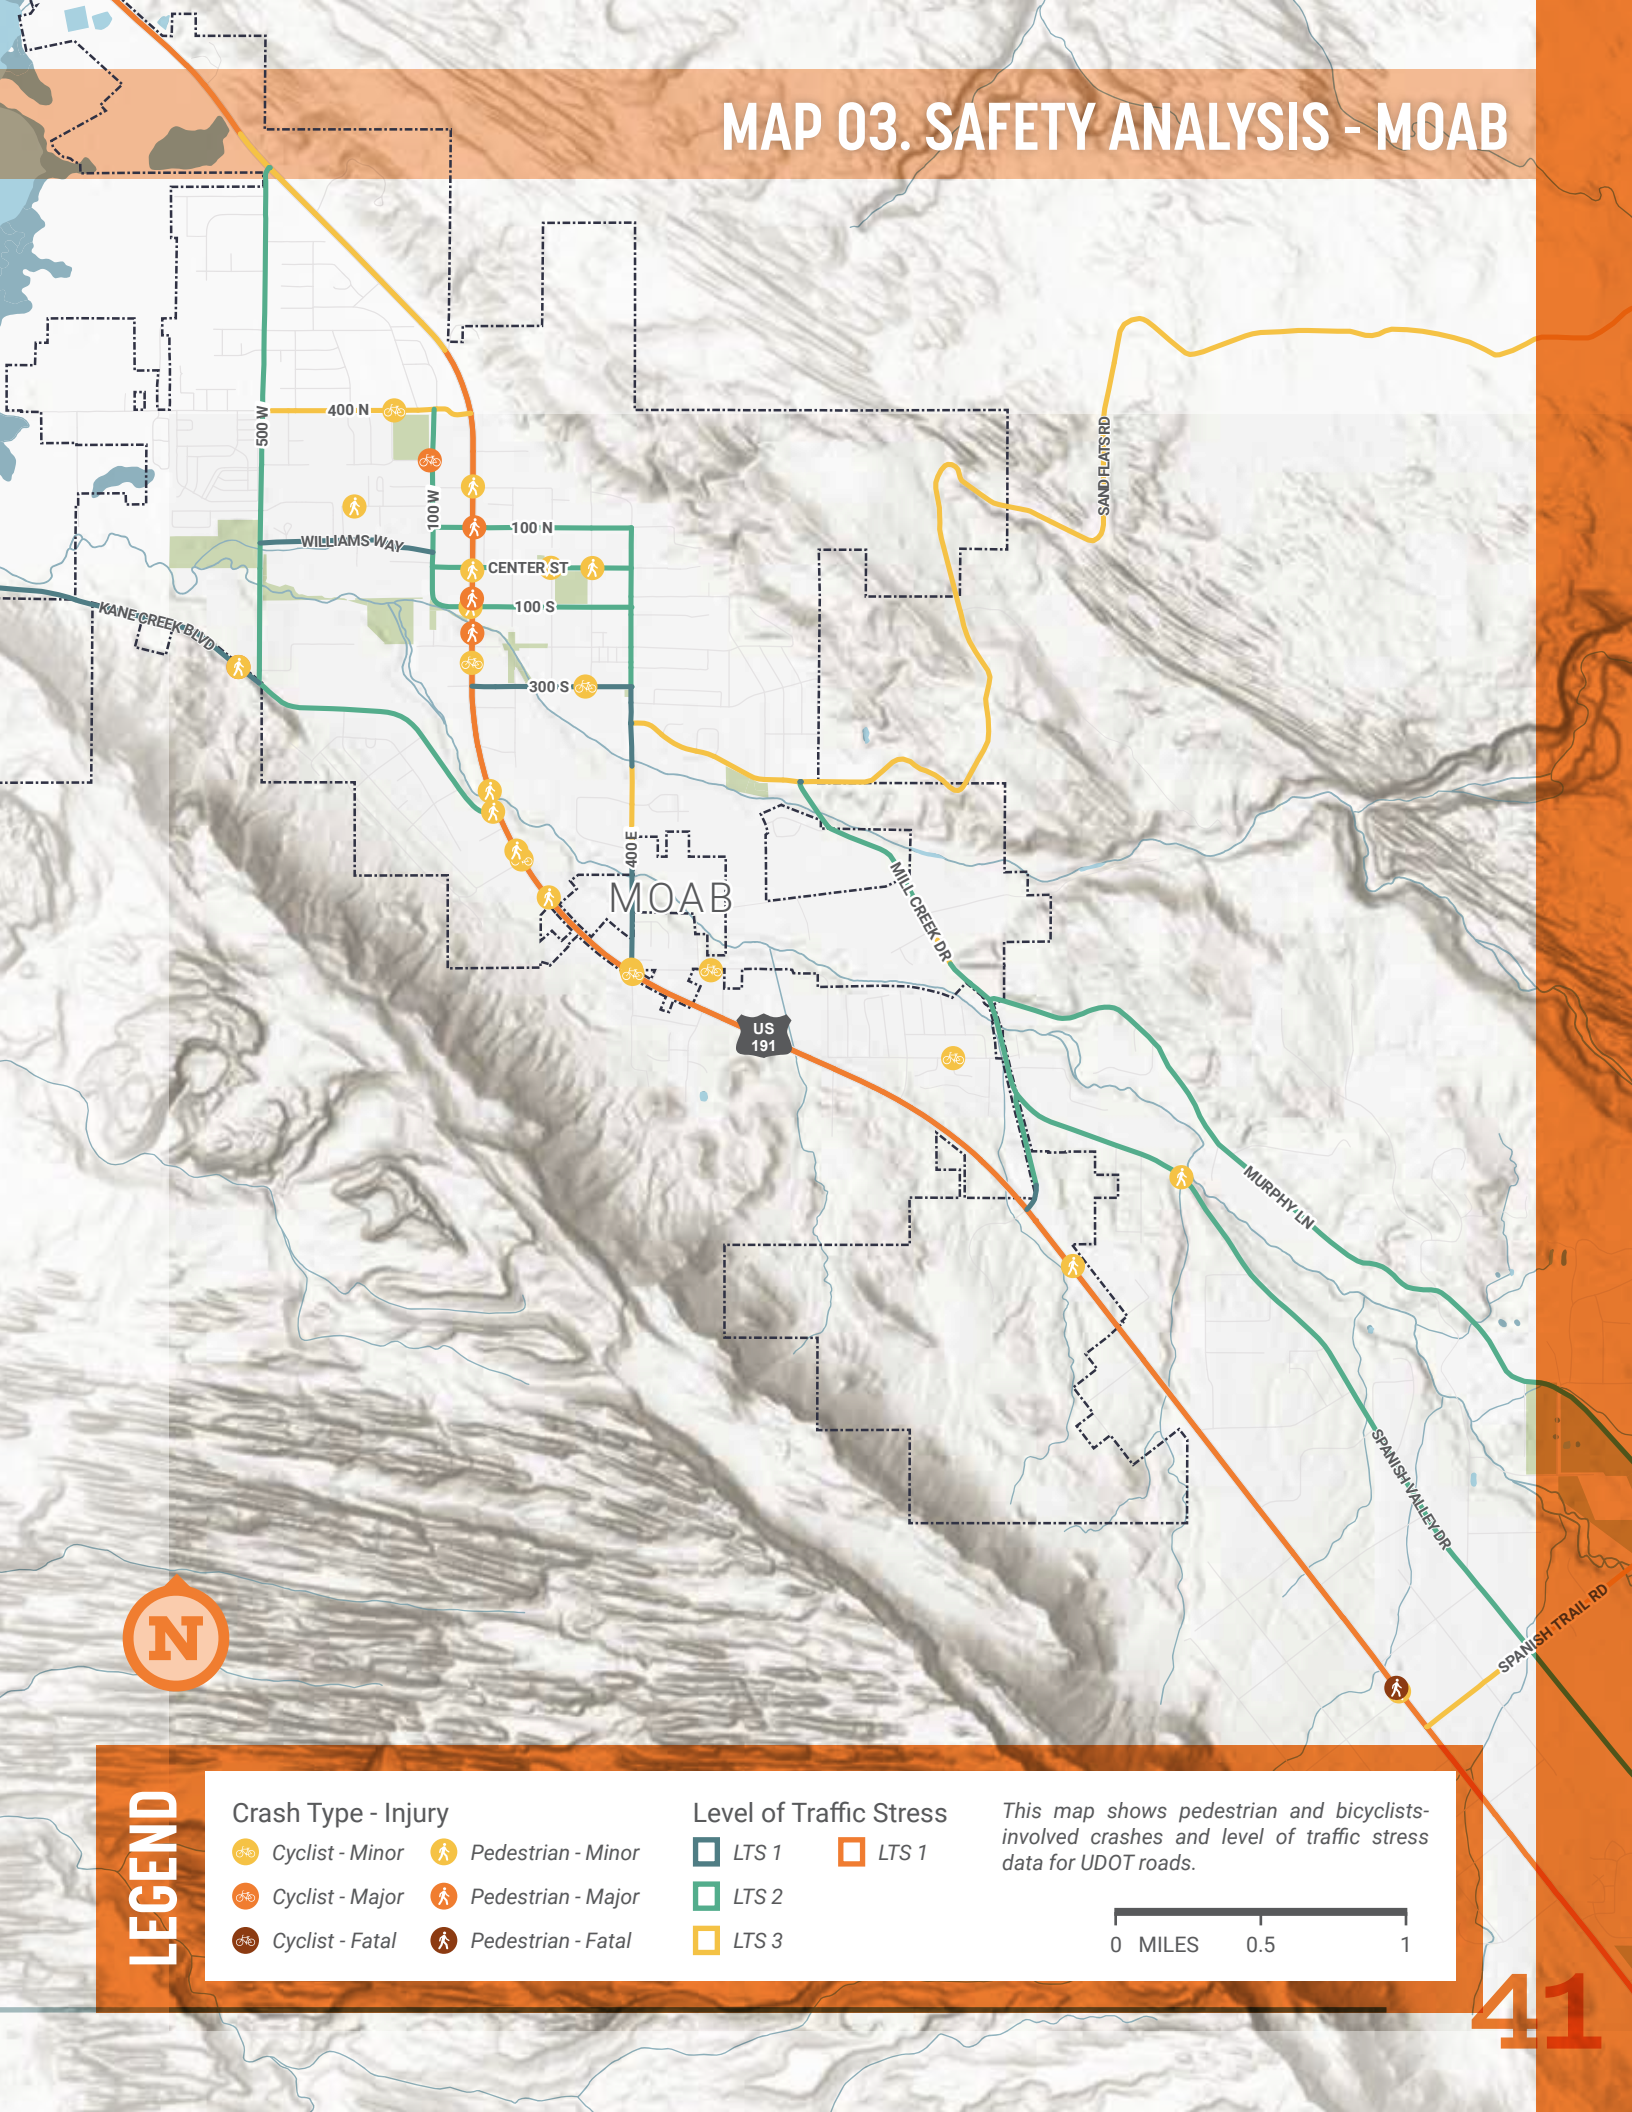 MAP 03. SAFETY ANALYSIS - MOAB
400 N
500 W
SAND FLATS RD
100 W
100 N
WILLIAMS WAY
CENTER ST
100 S
KANE CREEK BLVD
300 S
400 E
MOAB
MILL CREEK DR
US
191
MURPHY LN
SPANISH VALLEY DR
SPANISH TRAIL RD
N
LEGEND
Crash Type - Injury
Cyclist - Minor
Pedestrian - Minor
Cyclist - Major
Pedestrian - Major
Cyclist - Fatal
Pedestrian - Fatal
Level of Traffic Stress
LTS 1
LTS 1
LTS 2
LTS 3
This map shows pedestrian and bicyclists-
involved crashes and level of traffic stress
data for UDOT roads.
0 MILES 0.5 1
41